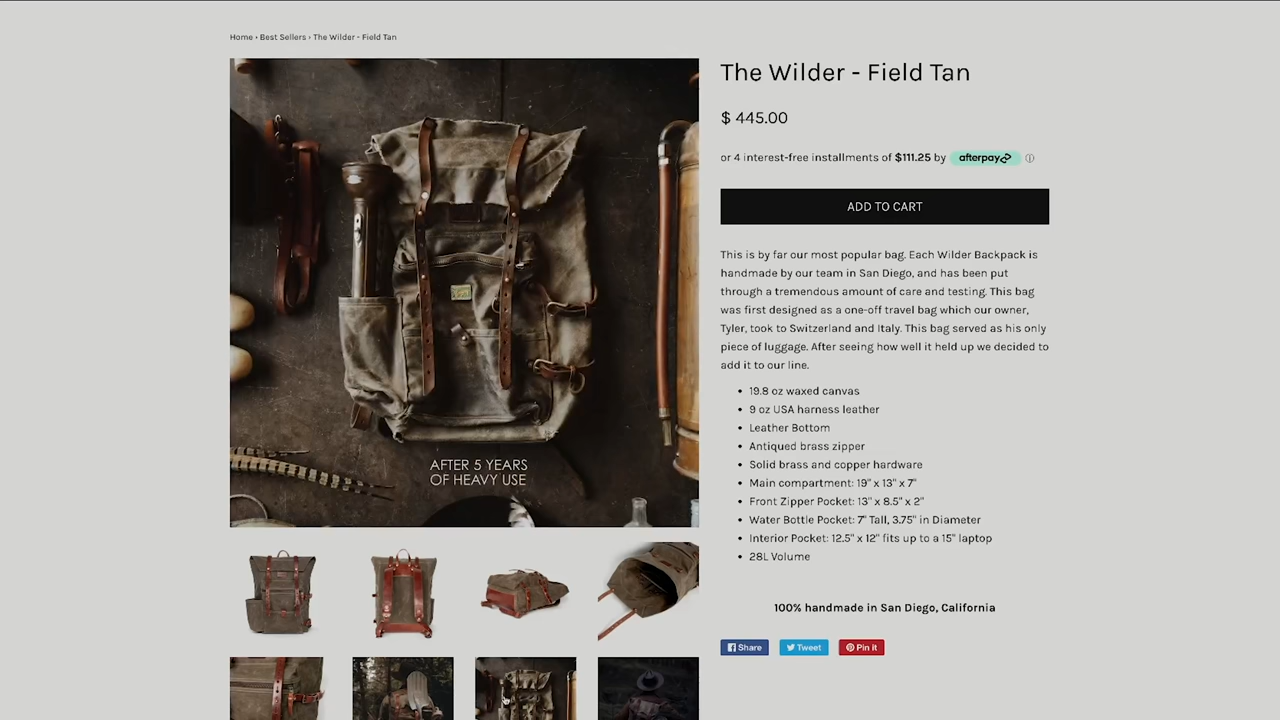 Home › Best Sellers › The Wilder - Field Tan
The Wilder - Field Tan
$ 445.00
or 4 interest-free installments of $111.25 by afterpay ⓘ
ADD TO CART
This is by far our most popular bag. Each Wilder Backpack is
handmade by our team in San Diego, and has been put
through a tremendous amount of care and testing. This bag
was first designed as a one-off travel bag which our owner,
Tyler, took to Switzerland and Italy. This bag served as his only
piece of luggage. After seeing how well it held up we decided to
add it to our line.
• 19.8 oz waxed canvas
• 9 oz USA harness leather
• Leather Bottom
• Antiqued brass zipper
• Solid brass and copper hardware
• Main compartment: 19" x 13" x 7"
• Front Zipper Pocket: 13" x 8.5" x 2"
• Water Bottle Pocket: 7" Tall, 3.75" in Diameter
• Interior Pocket: 12.5" x 12" fits up to a 15" laptop
• 28L Volume
100% handmade in San Diego, California
Share Tweet Pin it
AFTER 5 YEARS
OF HEAVY USE